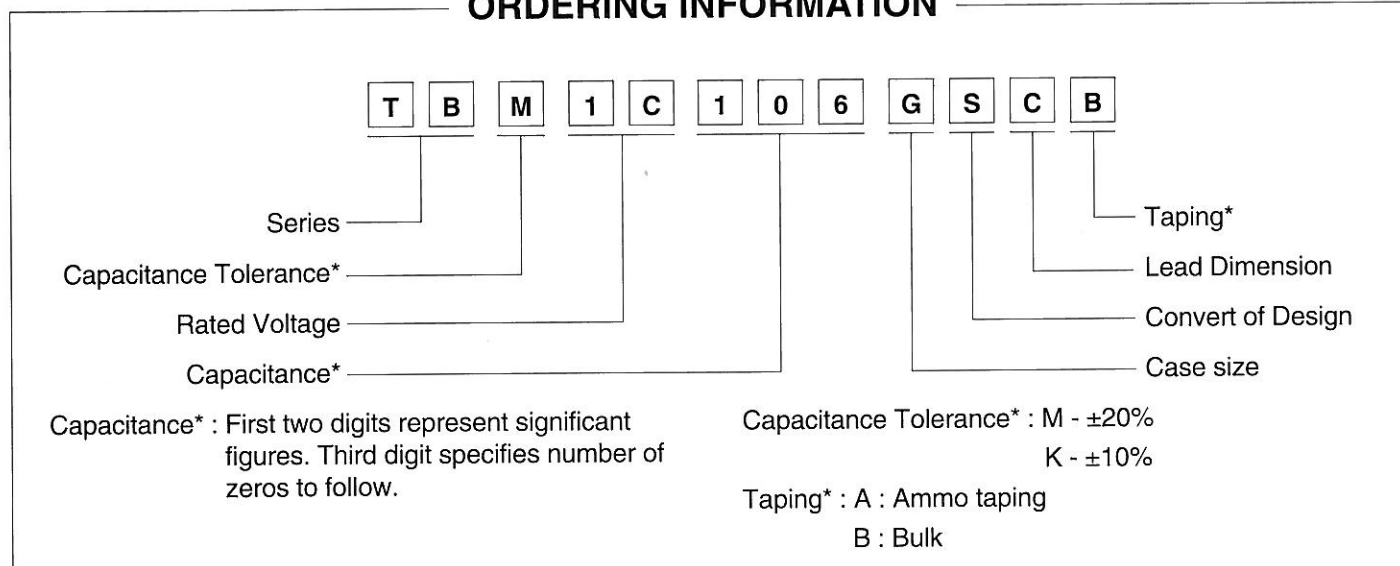 ORDERING INFORMATION
T B M 1 C 1 0 6 G S C B
Series
Capacitance Tolerance*
Rated Voltage
Capacitance*
Taping*
Lead Dimension
Convert of Design
Case size
Capacitance* : First two digits represent significant
figures. Third digit specifies number of
zeros to follow.
Capacitance Tolerance* : M - ±20%
K - ±10%
Taping* : A : Ammo taping
B : Bulk